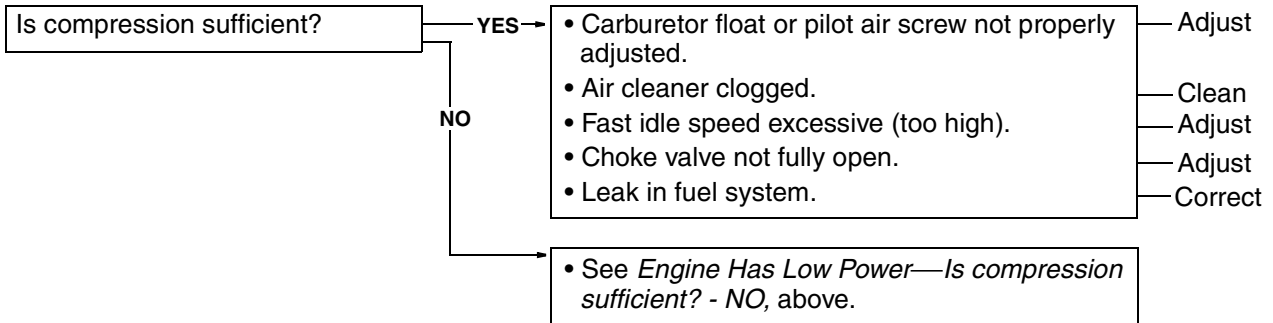 Is compression sufficient?
YES
• Carburetor float or pilot air screw not properly
adjusted.
Adjust
• Air cleaner clogged.
Clean
• Fast idle speed excessive (too high).
Adjust
• Choke valve not fully open.
Adjust
• Leak in fuel system.
Correct
NO
• See Engine Has Low Power—Is compression
sufficient? - NO, above.